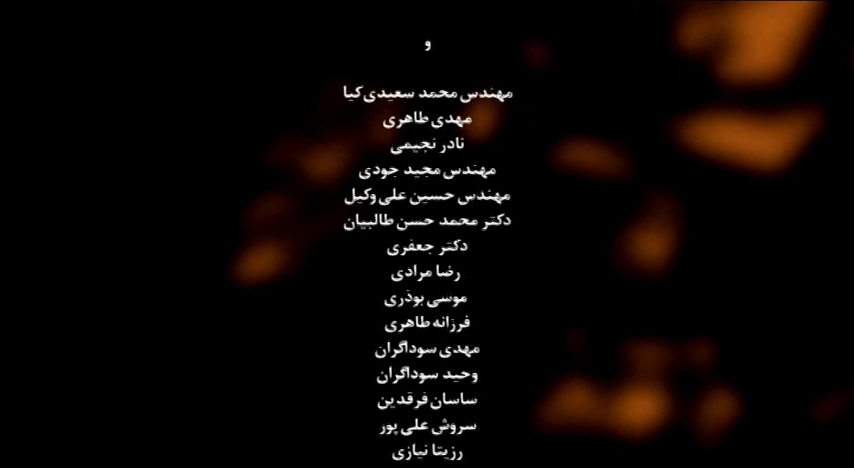 و
مهندس محمد سعیدی‌کیا
مهدی طاهری
نادر نجیمی
مهندس مجید جودی
مهندس حسین علی وکیل
دکتر محمد حسن طالبیان
دکتر جعفری
رضا مرادی
موسی بوذری
فرزانه طاهری
مهدی سوداگران
وحید سوداگران
ساسان فرقدین
سروش علی پور
رزیتا نیازی